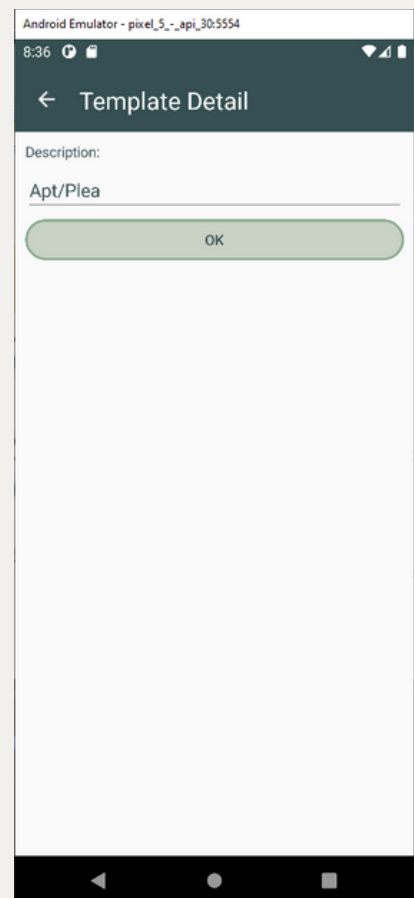 Android Emulator - pixel_5_-_api_30:5554
8:36
Template Detail
Description:
Apt/Plea
OK